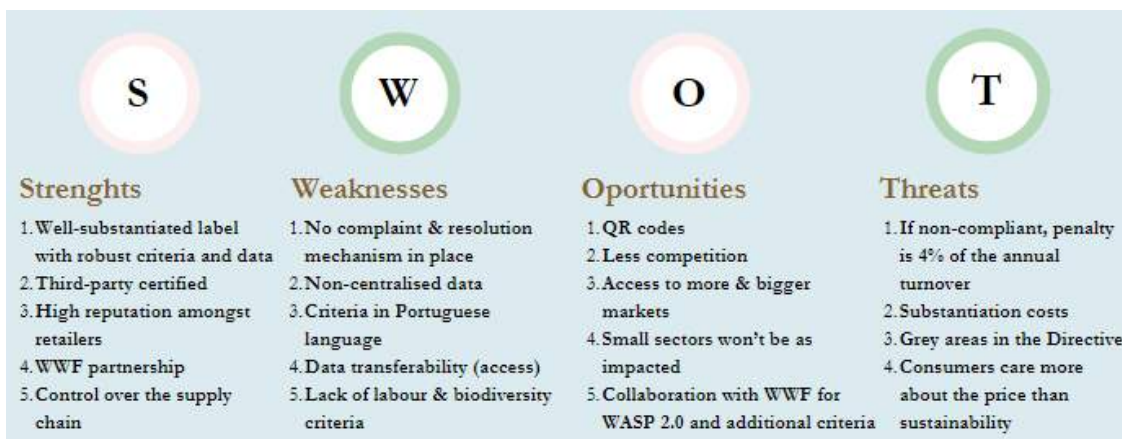 S
W
O
T
Strenghts
1. Well-substantiated label
with robust criteria and data
2. Third-party certified
3. High reputation amongst
retailers
4. WWF partnership
5. Control over the supply
chain
Weaknesses
1. No complaint & resolution
mechanism in place
2. Non-centralised data
3. Criteria in Portuguese
language
4. Data transferability (access)
5. Lack of labour & biodiversity
criteria
Oportunities
1. QR codes
2. Less competition
3. Access to more & bigger
markets
4. Small sectors won't be as
impacted
5. Collaboration with WWF for
WASP 2.0 and additional criteria
Threats
1. If non-compliant, penalty
is 4% of the annual
turnover
2. Substantiation costs
3. Grey areas in the Directive
4. Consumers care more
about the price than
sustainability